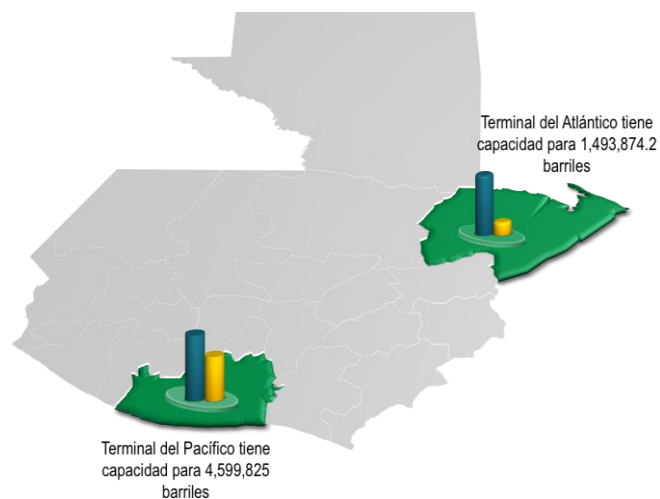 Terminal del Atlántico tiene
capacidad para 1,493,874.2
barriles
Terminal del Pacífico tiene
capacidad para 4,599,825
barriles